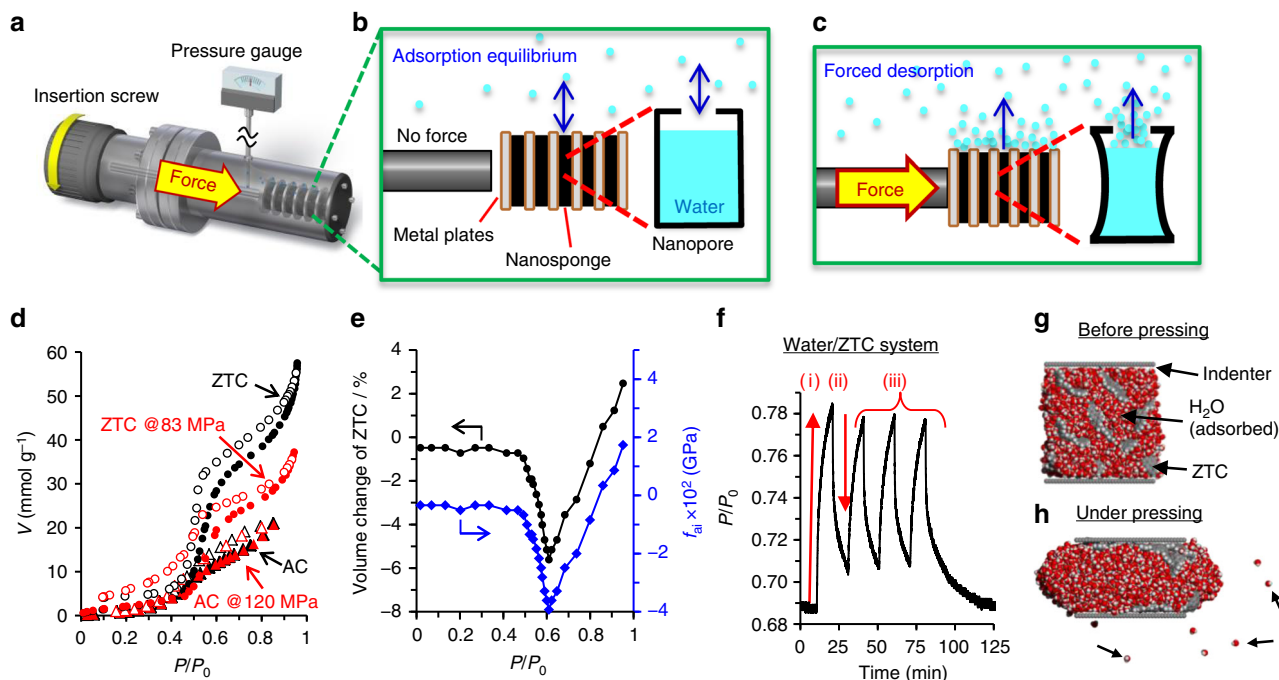 a
Pressure gauge
Insertion screw
Force
b
Adsorption equilibrium
No force
Water
Metal plates
Nanosponge
Nanopore
c
Forced desorption
Force
d
60
50
40
30
20
10
0
V (mmol g⁻¹)
ZTC
ZTC @83 MPa
AC
AC @120 MPa
0 0.2 0.4 0.6 0.8 1
P/P₀
e
4
2
−0
−2
−4
−6
−8
Volume change of ZTC / %
4
2
0
−2
−4
f_ai ×10² (GPa)
0 0.2 0.4 0.6 0.8 1
P/P₀
f
Water/ZTC system
(i) (ii) (iii)
0.78
0.76
0.74
0.72
0.70
0.68
P/P₀
0 25 50 75 100 125
Time (min)
g
Before pressing
Indenter
H₂O
(adsorbed)
ZTC
h
Under pressing